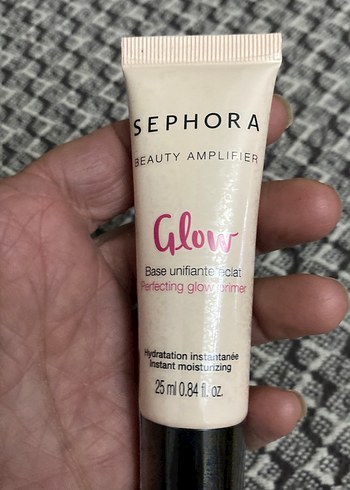 SEPHORA
BEAUTY AMPLIFIER
Glow
Base unifiante éclat
Perfecting glow primer
Hydratation instantanée
Instant moisturizing
25 ml 0.84 fl. oz.